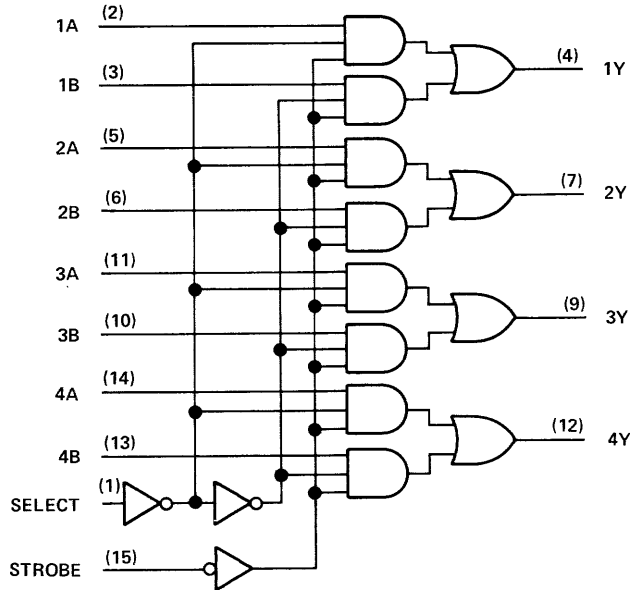 1A (2)
(4) 1Y
1B (3)
2A (5)
(7) 2Y
2B (6)
3A (11)
(9) 3Y
3B (10)
4A (14)
(12) 4Y
4B (13)
SELECT (1)
STROBE (15)